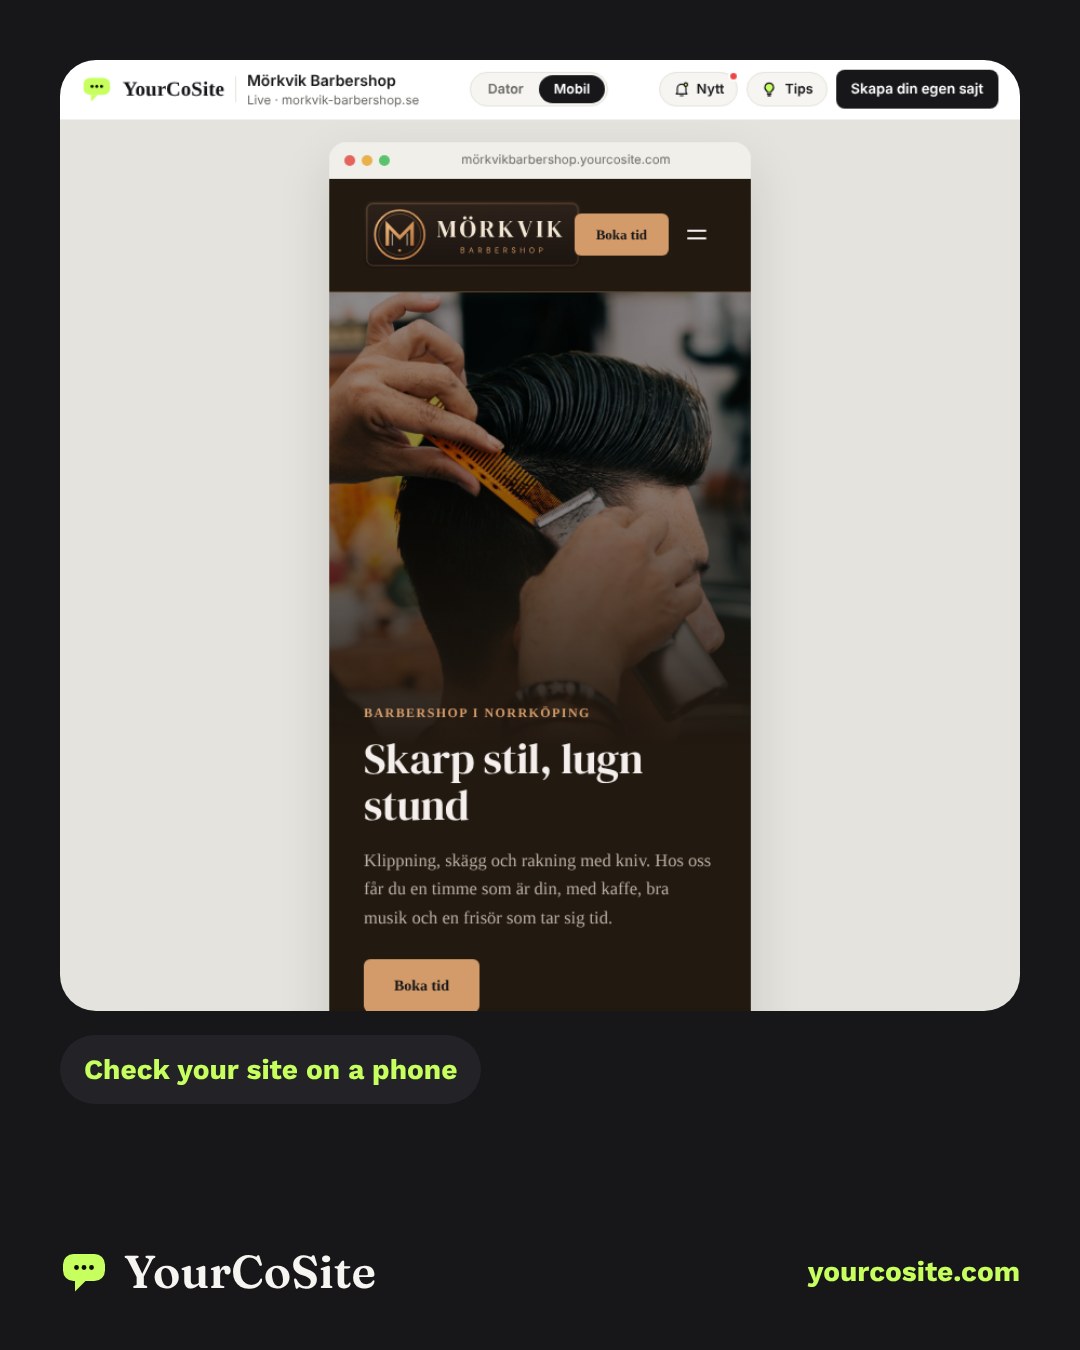 YourCoSite
Mörkvik Barbershop
Live · morkvik-barbershop.se
Dator
Mobil
Nytt
Tips
Skapa din egen sajt
mörkvikbarbershop.yourcosite.com
M
MÖRKVIK
BARBERSHOP
Boka tid
BARBERSHOP I NORRKÖPING
Skarp stil, lugn
stund
Klippning, skägg och rakning med kniv. Hos oss
får du en timme som är din, med kaffe, bra
musik och en frisör som tar sig tid.
Boka tid
Check your site on a phone
YourCoSite
yourcosite.com